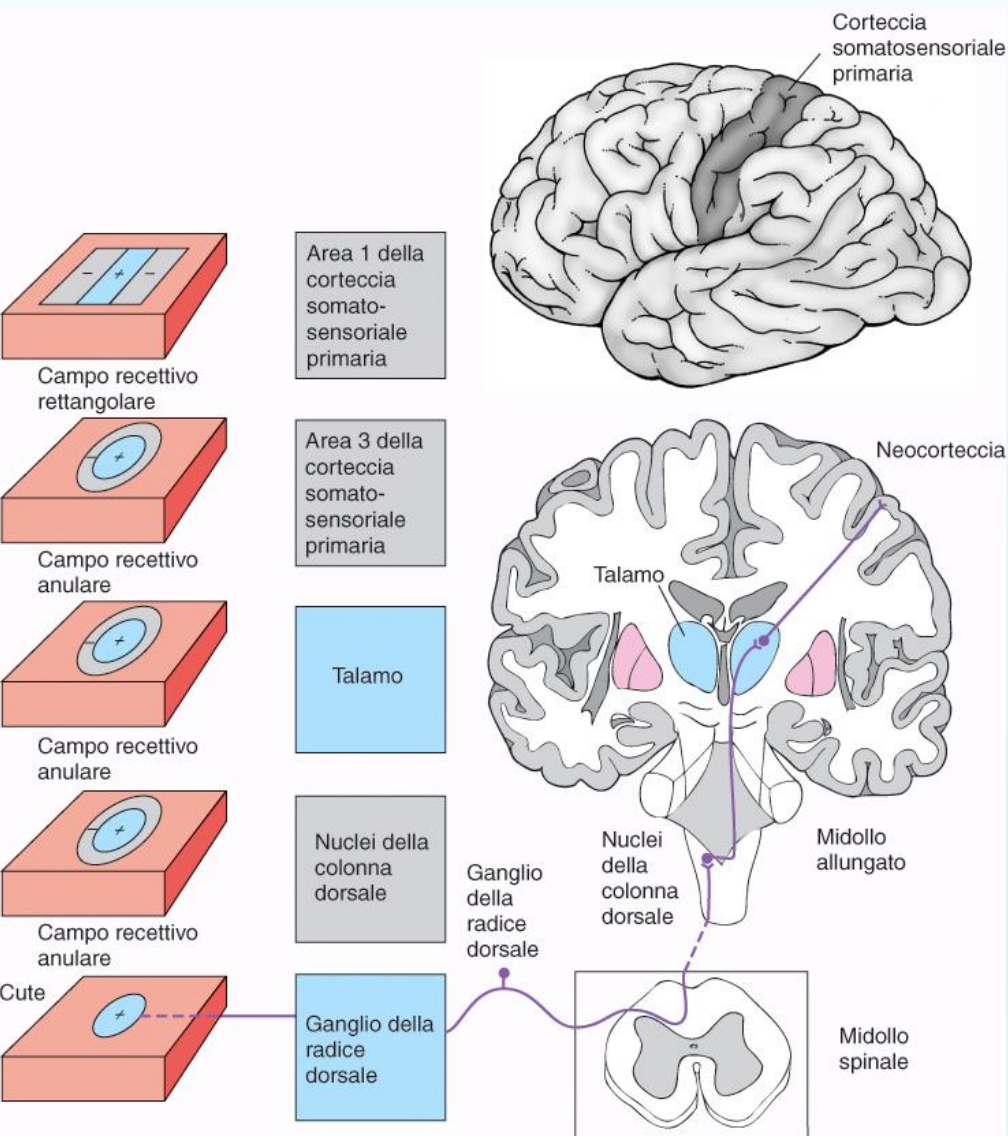 Corteccia
somatosensoriale
primaria
Area 1 della
corteccia
somato-
sensoriale
primaria
Campo recettivo
rettangolare
Area 3 della
corteccia
somato-
sensoriale
primaria
Campo recettivo
anulare
Neocorteccia
Talamo
Talamo
Campo recettivo
anulare
Nuclei della
colonna
dorsale
Campo recettivo
anulare
Nuclei
della
colonna
dorsale
Midollo
allungato
Ganglio
della
radice
dorsale
Cute
Ganglio della
radice
dorsale
Midollo
spinale